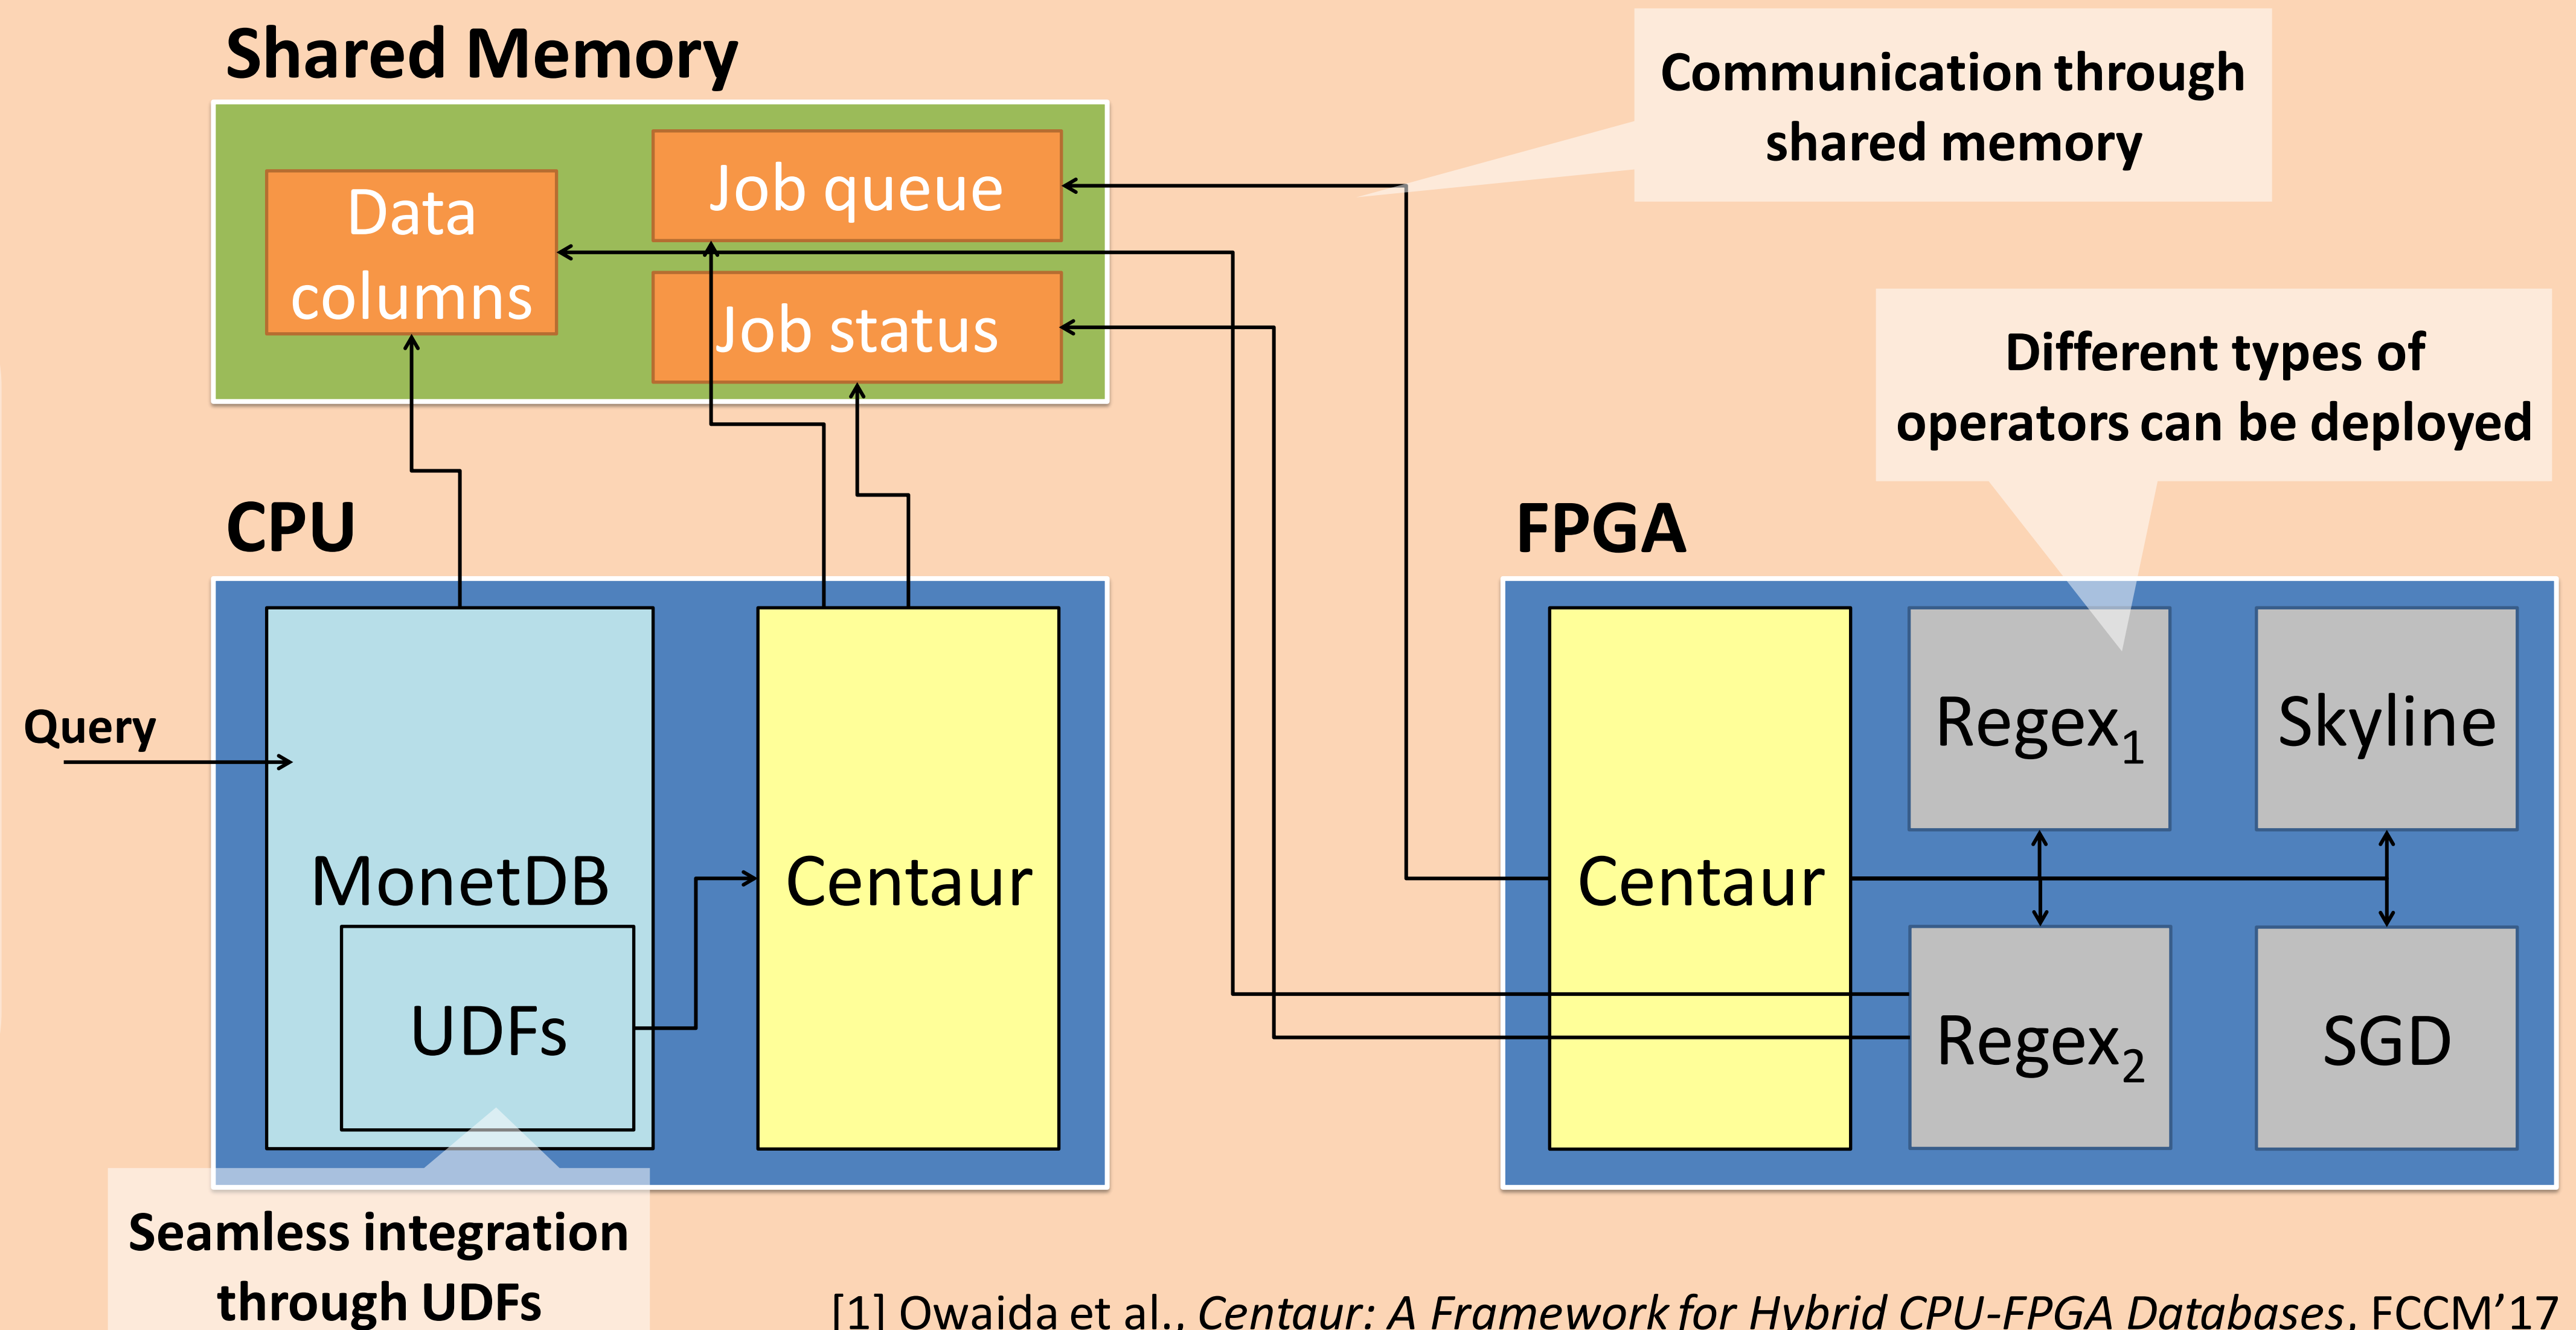 Shared Memory
Communication through
shared memory
Data
columns
Job queue
Job status
Different types of
operators can be deployed
CPU
FPGA
Query
MonetDB
UDFs
Centaur
Centaur
Regex₁
Skyline
Regex₂
SGD
Seamless integration
through UDFs
[1] Owaida et al., Centaur: A Framework for Hybrid CPU-FPGA Databases, FCCM’17